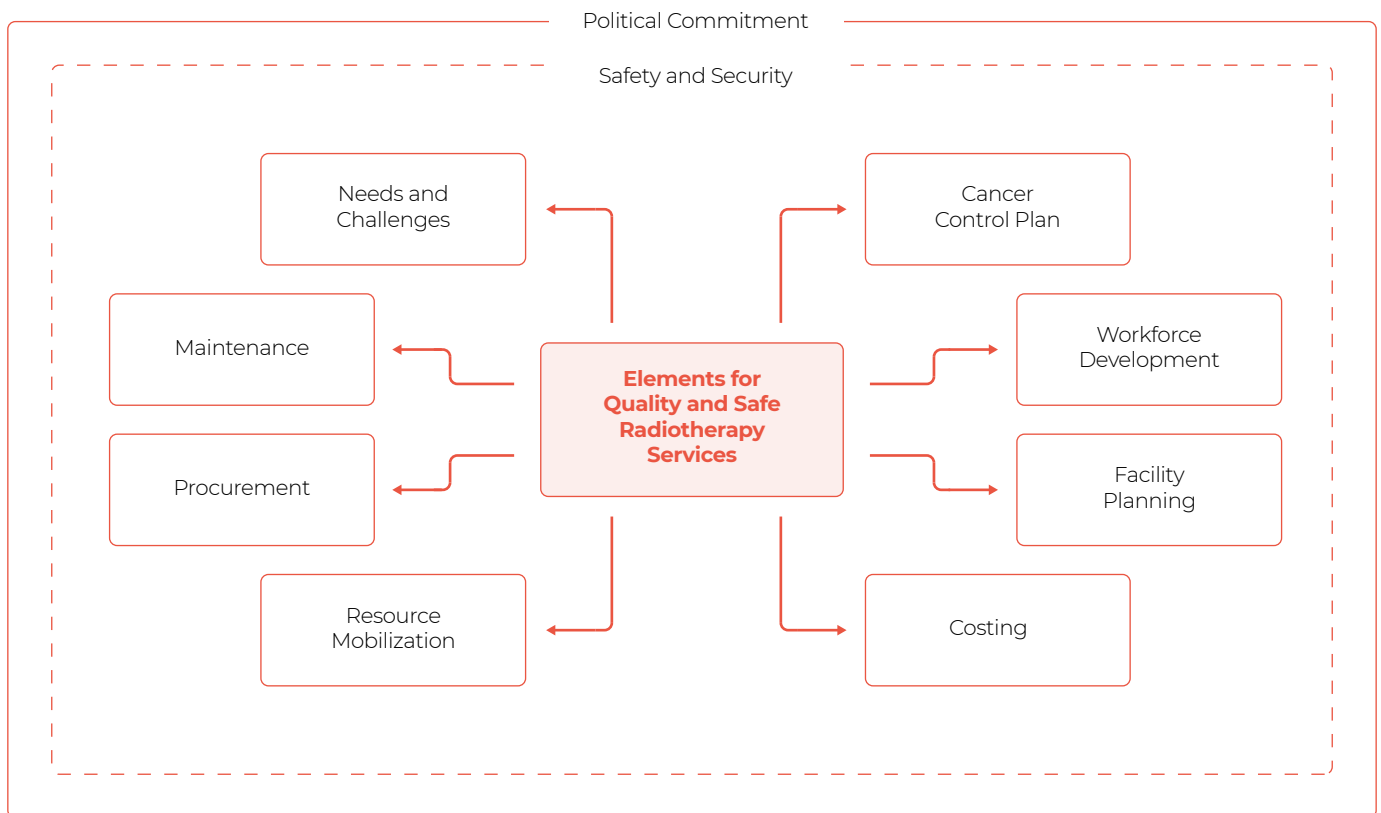 Political Commitment
Safety and Security
Needs and
Challenges
Cancer
Control Plan
Maintenance
Workforce
Development
Elements for
Quality and Safe
Radiotherapy
Services
Procurement
Facility
Planning
Resource
Mobilization
Costing